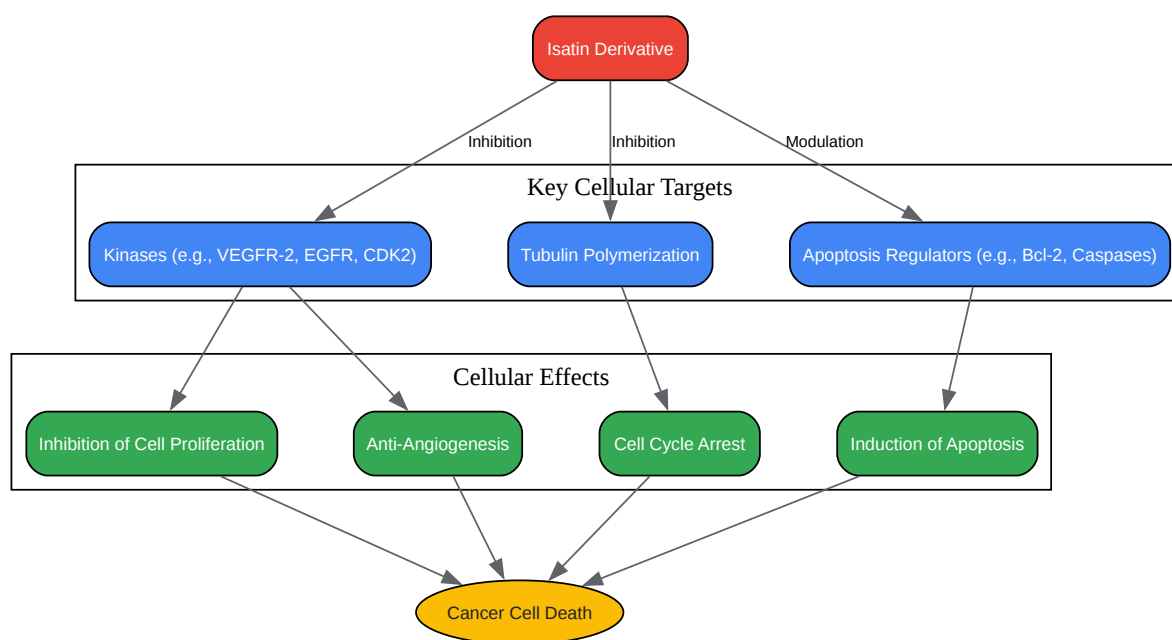 Isatin Derivative
Inhibition
Inhibition
Modulation
Key Cellular Targets
Kinases (e.g., VEGFR-2, EGFR, CDK2)
Tubulin Polymerization
Apoptosis Regulators (e.g., Bcl-2, Caspases)
Cellular Effects
Inhibition of Cell Proliferation
Anti-Angiogenesis
Cell Cycle Arrest
Induction of Apoptosis
Cancer Cell Death